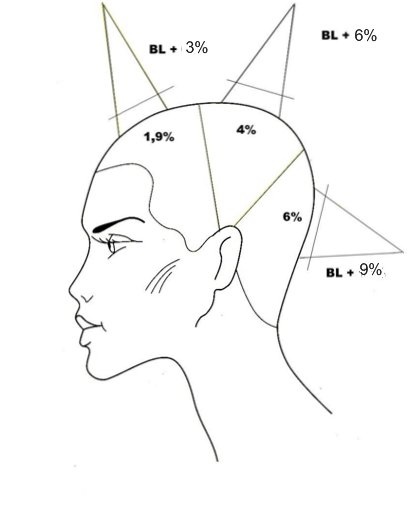 BL + 3%
BL + 6%
1,9%
4%
6%
BL + 9%